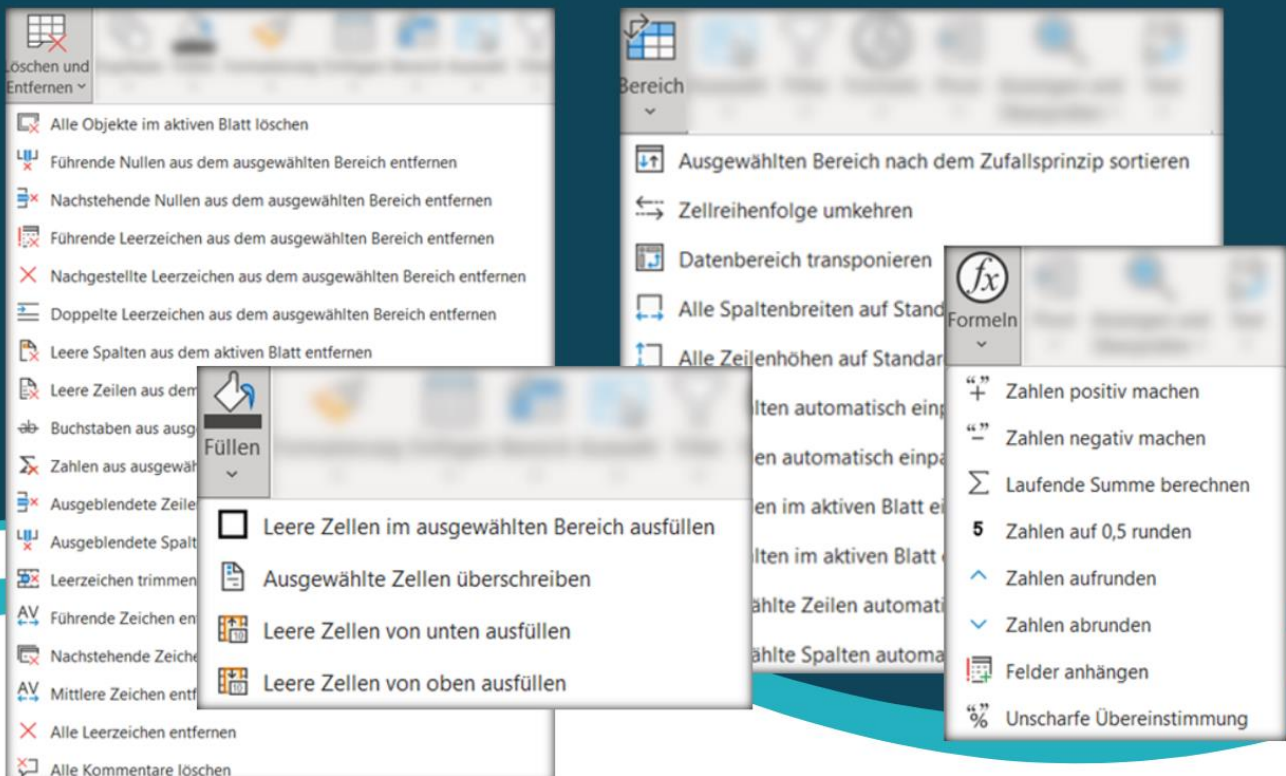 Löschen und
Entfernen
Alle Objekte im aktiven Blatt löschen
Führende Nullen aus dem ausgewählten Bereich entfernen
Nachstehende Nullen aus dem ausgewählten Bereich entfernen
Führende Leerzeichen aus dem ausgewählten Bereich entfernen
Nachgestellte Leerzeichen aus dem ausgewählten Bereich entfernen
Doppelte Leerzeichen aus dem ausgewählten Bereich entfernen
Leere Spalten aus dem aktiven Blatt entfernen
Leere Zeilen aus dem
Buchstaben aus ausg
Zahlen aus ausgewäh
Ausgeblendete Zeile
Ausgeblendete Spalt
Leerzeichen trimmen
Führende Zeichen en
Nachstehende Zeiche
Mittlere Zeichen entf
Alle Leerzeichen entfernen
Alle Kommentare löschen
Füllen
Leere Zellen im ausgewählten Bereich ausfüllen
Ausgewählte Zellen überschreiben
Leere Zellen von unten ausfüllen
Leere Zellen von oben ausfüllen
Bereich
Ausgewählten Bereich nach dem Zufallsprinzip sortieren
Zellreihenfolge umkehren
Datenbereich transponieren
Alle Spaltenbreiten auf Stand
Alle Zeilenhöhen auf Standar
lten automatisch einp
en automatisch einpa
en im aktiven Blatt ei
lten im aktiven Blatt
ählte Zeilen automati
ählte Spalten automa
fx
Formeln
Zahlen positiv machen
Zahlen negativ machen
Laufende Summe berechnen
5 Zahlen auf 0,5 runden
Zahlen aufrunden
Zahlen abrunden
Felder anhängen
Unscharfe Übereinstimmung